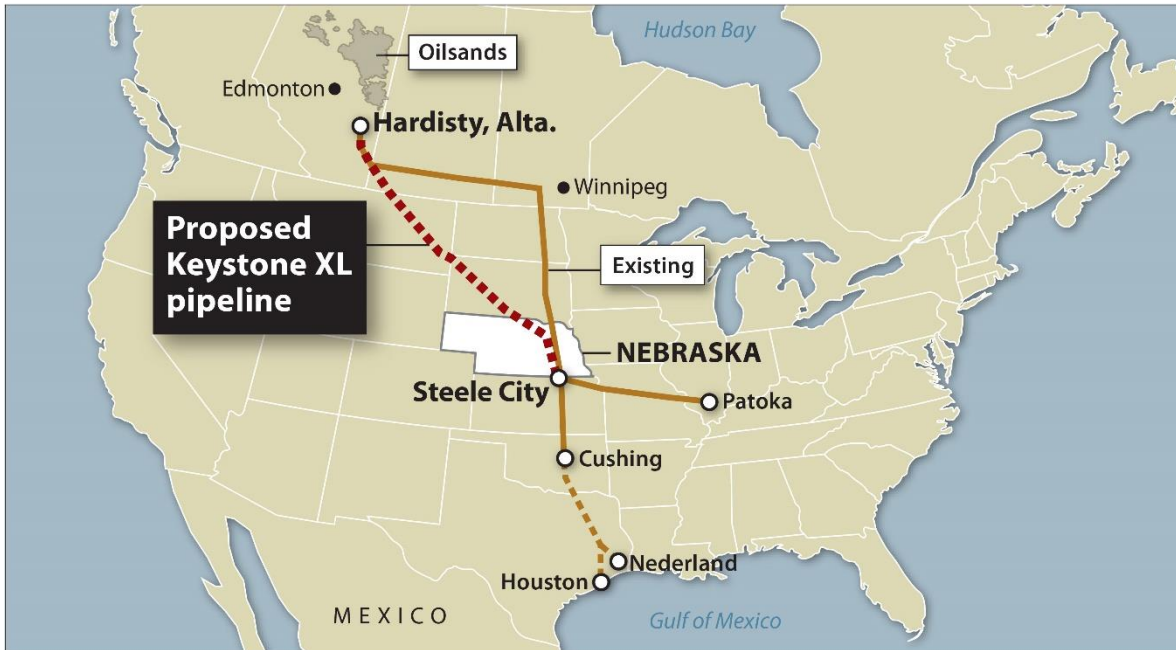 Hudson Bay
Oilsands
Edmonton
Hardisty, Alta.
Winnipeg
Proposed
Keystone XL
pipeline
Existing
NEBRASKA
Steele City
Patoka
Cushing
Nederland
Houston
MEXICO
Gulf of Mexico